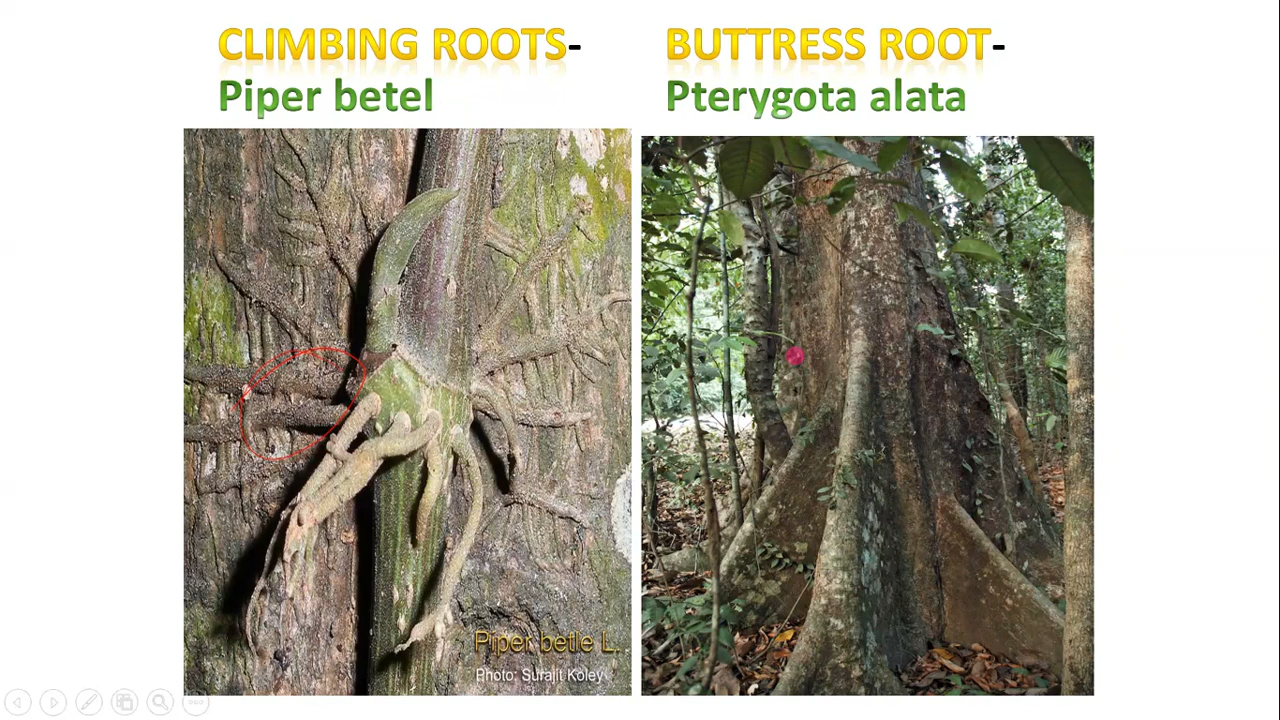 CLIMBING ROOTS-
Piper betel
BUTTRESS ROOT-
Pterygota alata
Piper betle L.
Photo: Surajit Koley